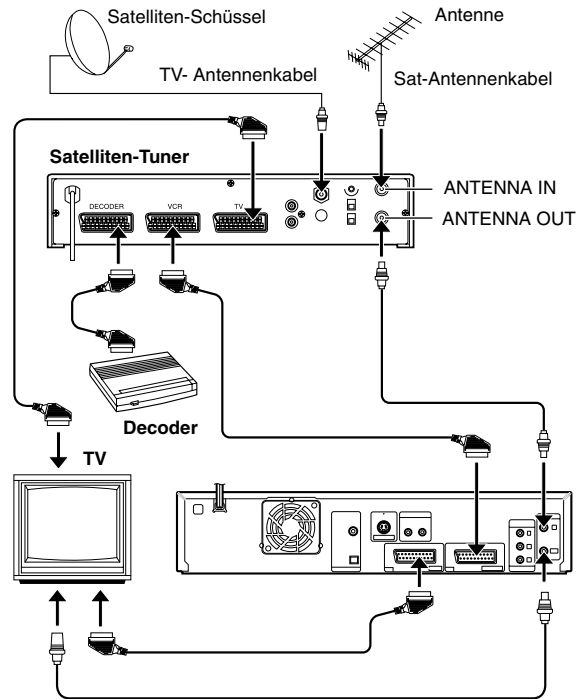 Satelliten-Schüssel
Antenne
TV- Antennenkabel
Sat-Antennenkabel
Satelliten-Tuner
DECODER
VCR
TV
ANTENNA IN
ANTENNA OUT
Decoder
TV